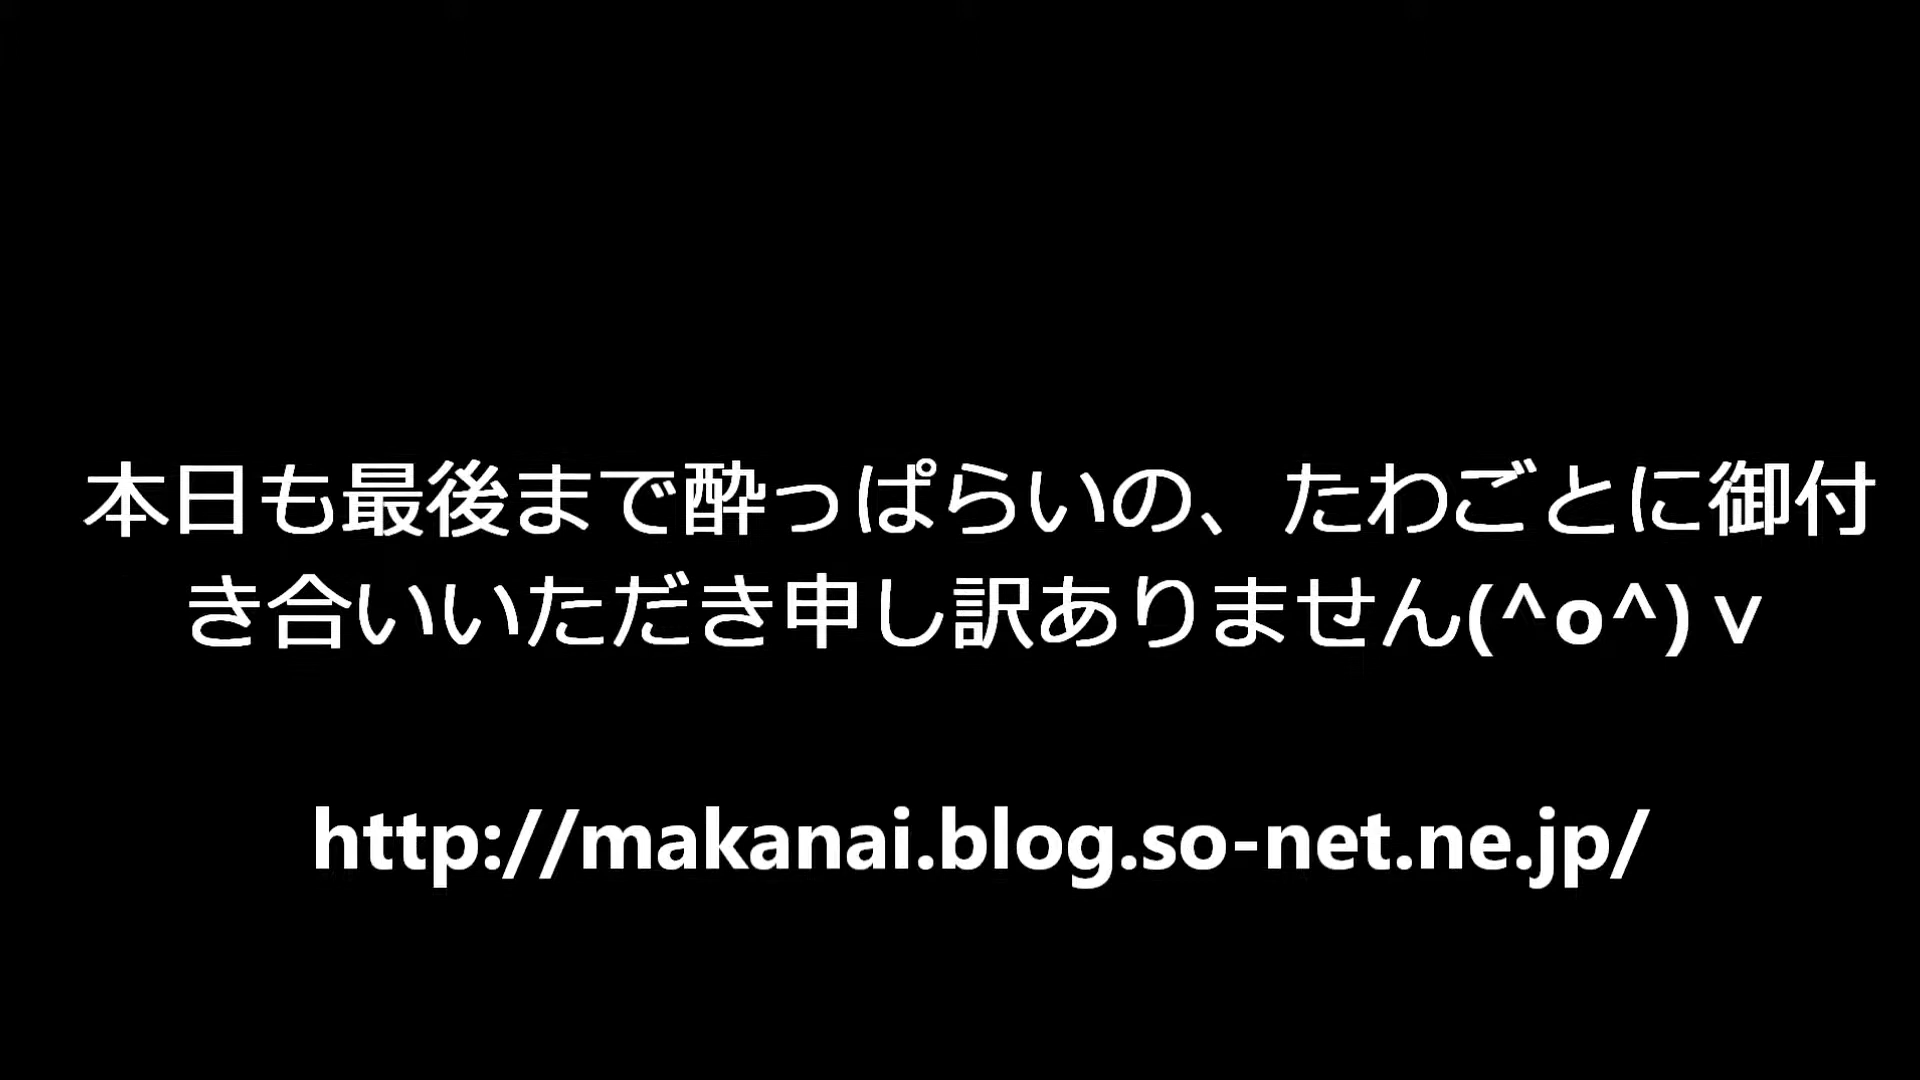 本日も最後まで酔っぱらいの、たわごとに御付
き合いいただき申し訳ありません(^o^)ｖ
http://makanai.blog.so-net.ne.jp/